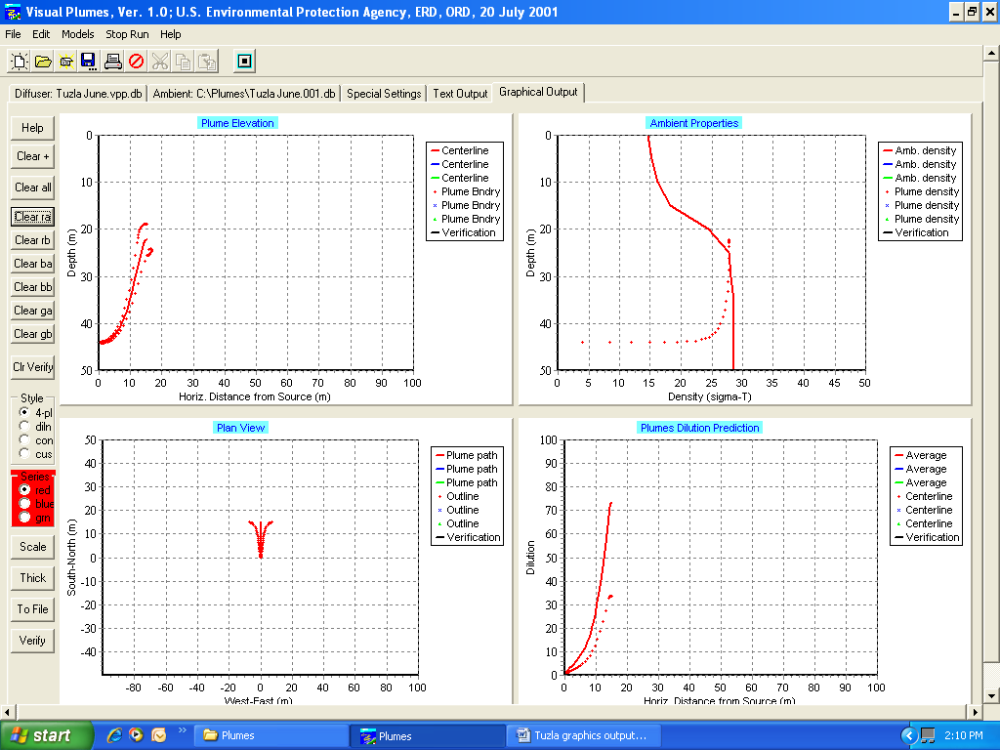 Visual Plumes, Ver. 1.0; U.S. Environmental Protection Agency, ERD, ORD, 20 July 2001
File Edit Models Stop Run Help
Diffuser: Tuzla June.vpp.db Ambient: C:\Plumes\Tuzla June.001.db Special Settings Text Output Graphical Output
Help
Clear +
Clear all
Clear ra
Clear rb
Clear ba
Clear bb
Clear ga
Clear gb
Clr Verify
Style
4-pl
diln
con
cus
Series
red
blue
grn
Scale
Thick
To File
Verify
Plume Elevation
0
10
20
30
40
50
Depth (m)
0 10 20 30 40 50 60 70 80 90 100
Horiz. Distance from Source (m)
Centerline
Centerline
Centerline
Plume Bndry
Plume Bndry
Plume Bndry
Verification
Ambient Properties
0
10
20
30
40
50
Depth (m)
0 5 10 15 20 25 30 35 40 45 50
Density (sigma-T)
Amb. density
Amb. density
Amb. density
Plume density
Plume density
Plume density
Verification
Plan View
50
40
30
20
10
0
-10
-20
-30
-40
South-North (m)
-80 -60 -40 -20 0 20 40 60 80 100
West-East (m)
Plume path
Plume path
Plume path
Outline
Outline
Outline
Verification
Plumes Dilution Prediction
100
90
80
70
60
50
40
30
20
10
0
Dilution
0 10 20 30 40 50 60 70 80 90 100
Horiz. Distance from Source (m)
Average
Average
Average
Centerline
Centerline
Centerline
Verification
start
Plumes
Plumes
Tuzla graphics output...
2:10 PM